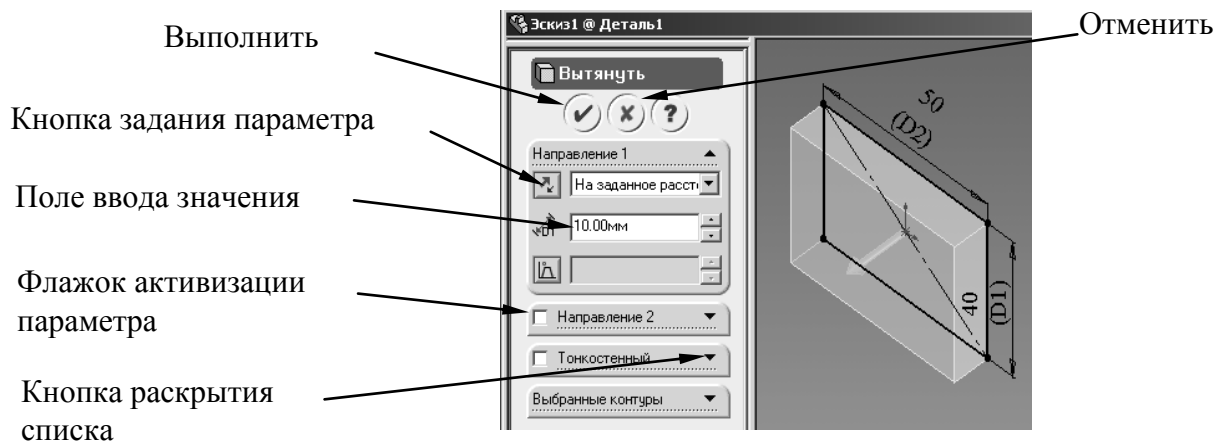 Эскиз1 @ Деталь1
Выполнить
Отменить
Вытянуть
?
Кнопка задания параметра
Направление 1
На заданное расст
Поле ввода значения
D1
10.00мм
Флажок активизации
параметра
Направление 2
Тонкостенный
Кнопка раскрытия
списка
Выбранные контуры
50
(D2)
40
(D1)